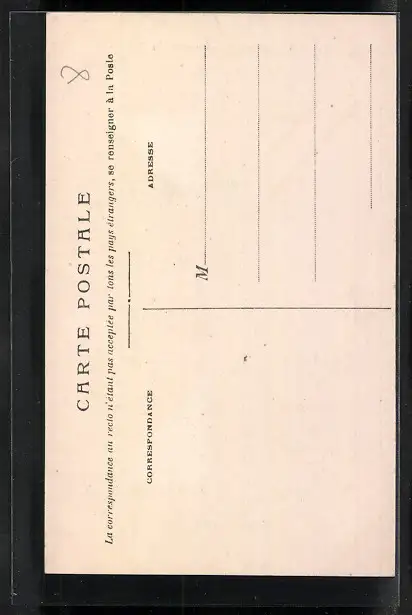 8
CARTE POSTALE
La correspondance au recto n'étant pas acceptée par tous les pays étrangers, se renseigner à la Poste
CORRESPONDANCE
ADRESSE
M